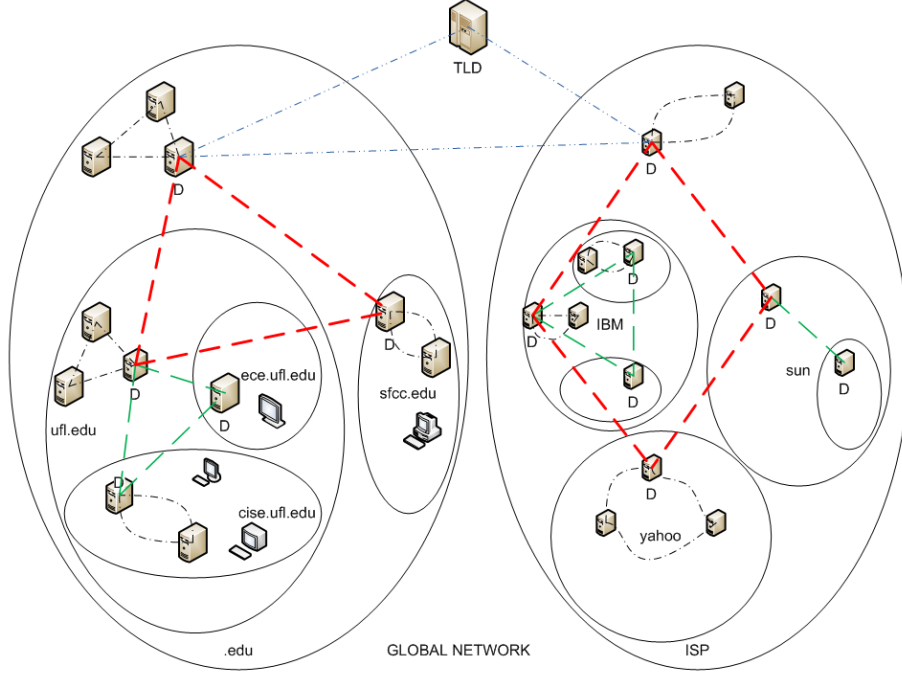 TLD
D
D
D
IBM
D
D
D
ece.ufl.edu
sfcc.edu
sun
D
D
ufl.edu
D
D
D
D
cise.ufl.edu
yahoo
.edu
GLOBAL NETWORK
ISP